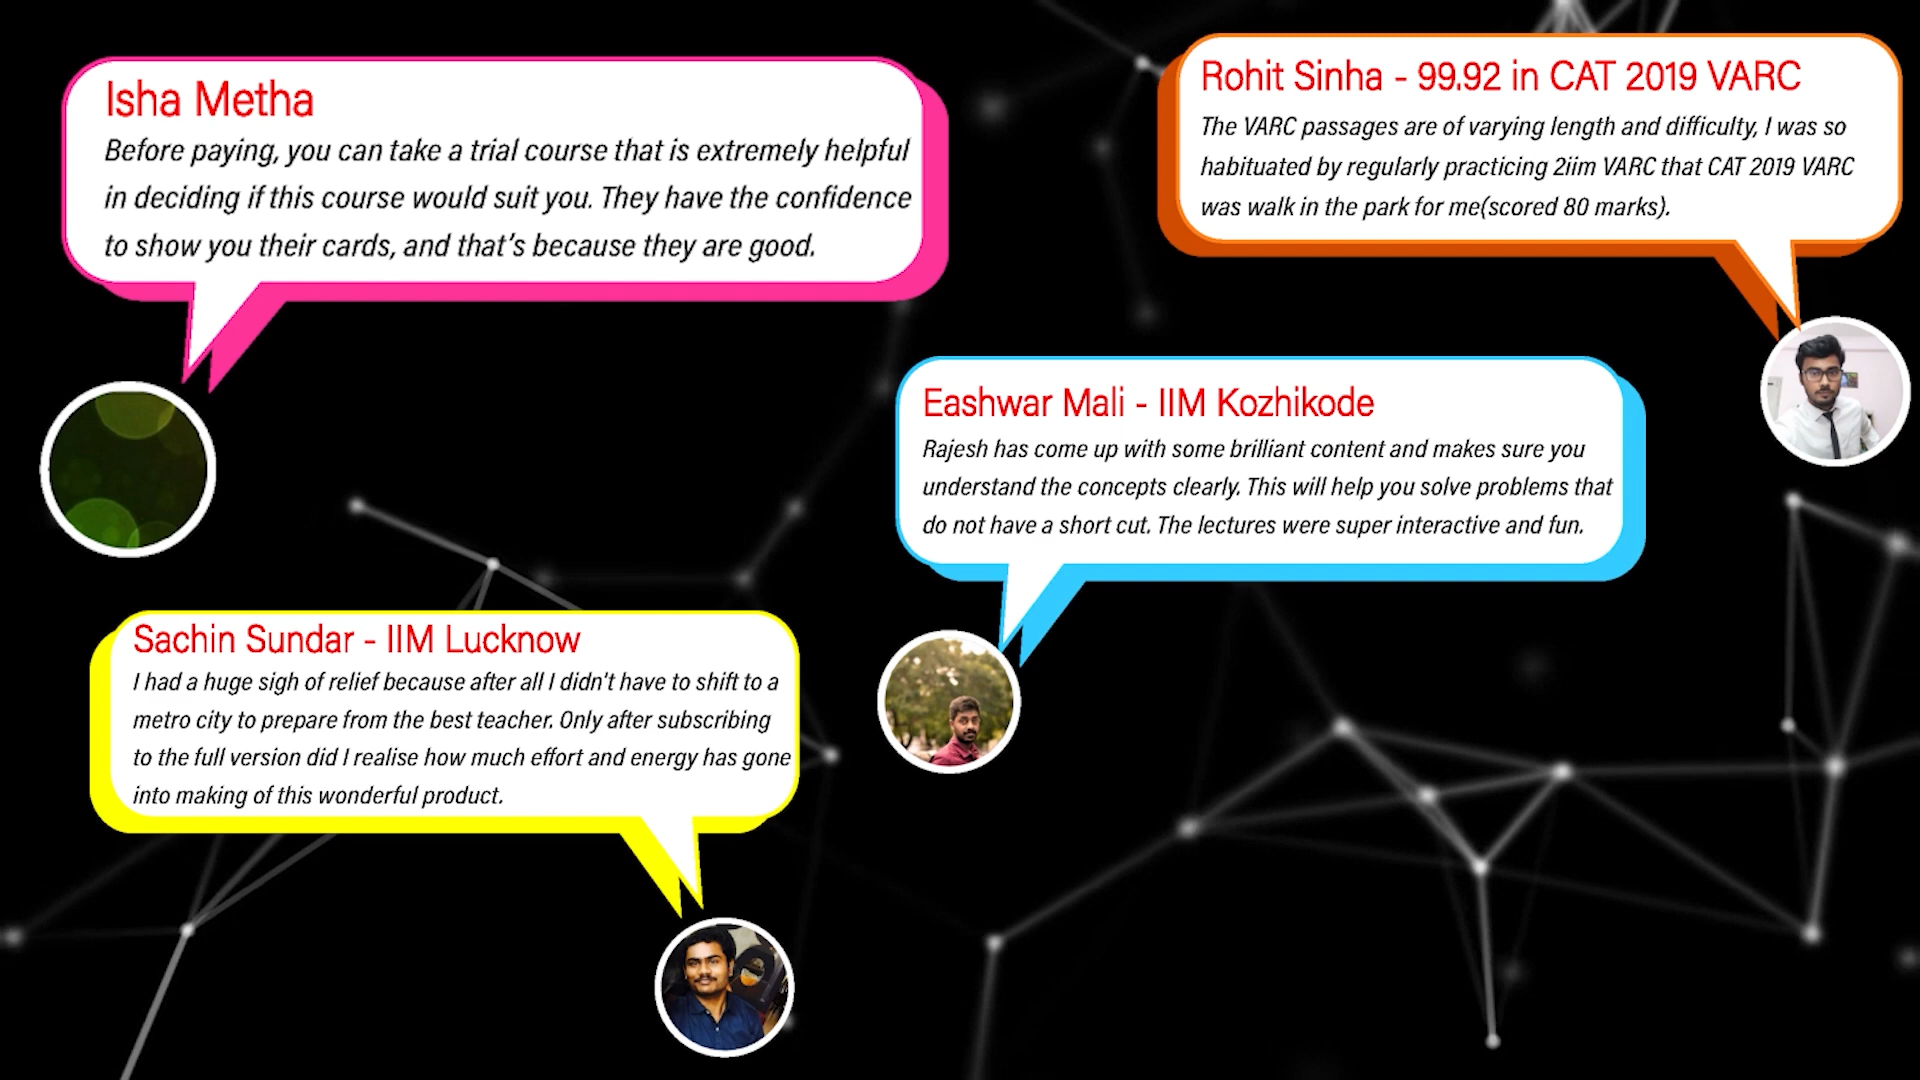 Isha Metha
Before paying, you can take a trial course that is extremely helpful
in deciding if this course would suit you. They have the confidence
to show you their cards, and that's because they are good.
Rohit Sinha - 99.92 in CAT 2019 VARC
The VARC passages are of varying length and difficulty, I was so
habituated by regularly practicing 2iim VARC that CAT 2019 VARC
was walk in the park for me(scored 80 marks).
Eashwar Mali - IIM Kozhikode
Rajesh has come up with some brilliant content and makes sure you
understand the concepts clearly. This will help you solve problems that
do not have a short cut. The lectures were super interactive and fun.
Sachin Sundar - IIM Lucknow
I had a huge sigh of relief because after all I didn't have to shift to a
metro city to prepare from the best teacher. Only after subscribing
to the full version did I realise how much effort and energy has gone
into making of this wonderful product.